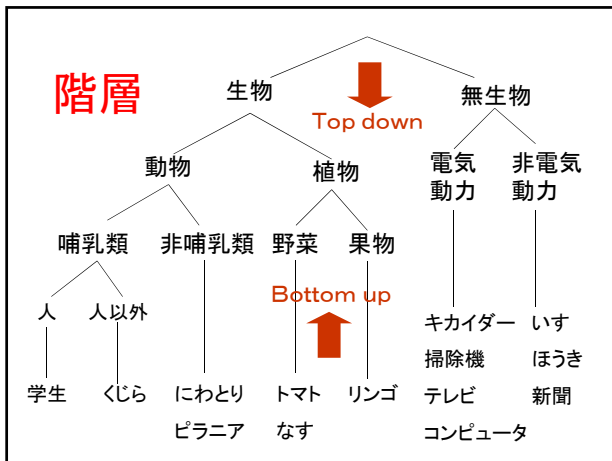 階層
生物
無生物
Top down
動物
植物
電気
動力
非電気
動力
哺乳類
非哺乳類
野菜
果物
Bottom up
人
人以外
キカイダー
いす
掃除機
ほうき
学生
くじら
にわとり
トマト
リンゴ
テレビ
新聞
ピラニア
なす
コンピュータ